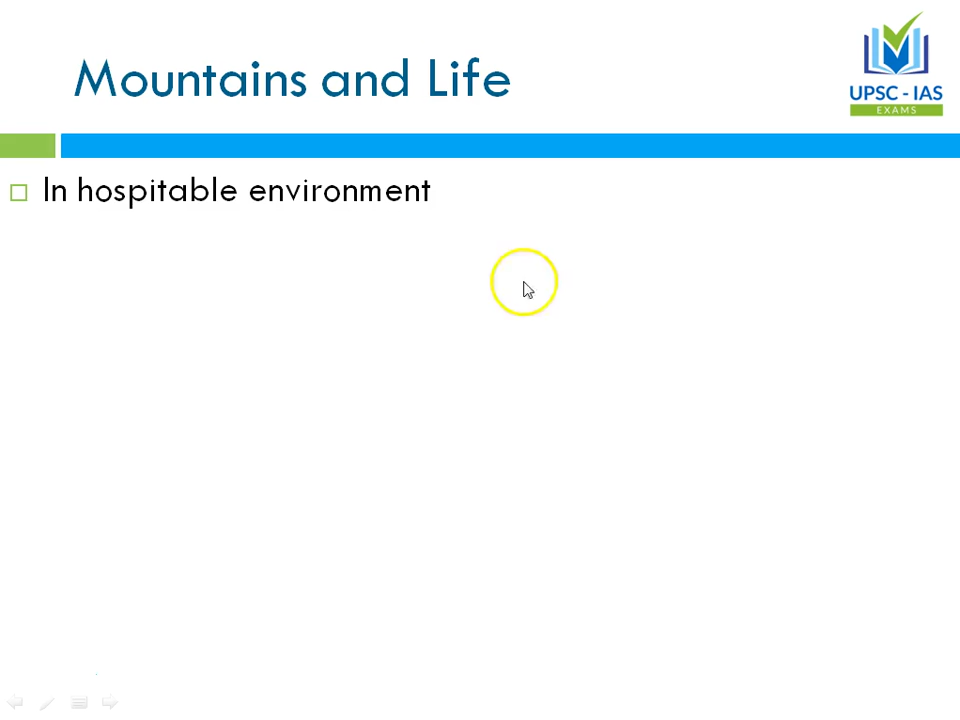 Mountains and Life
UPSC - IAS
EXAMS
In hospitable environment